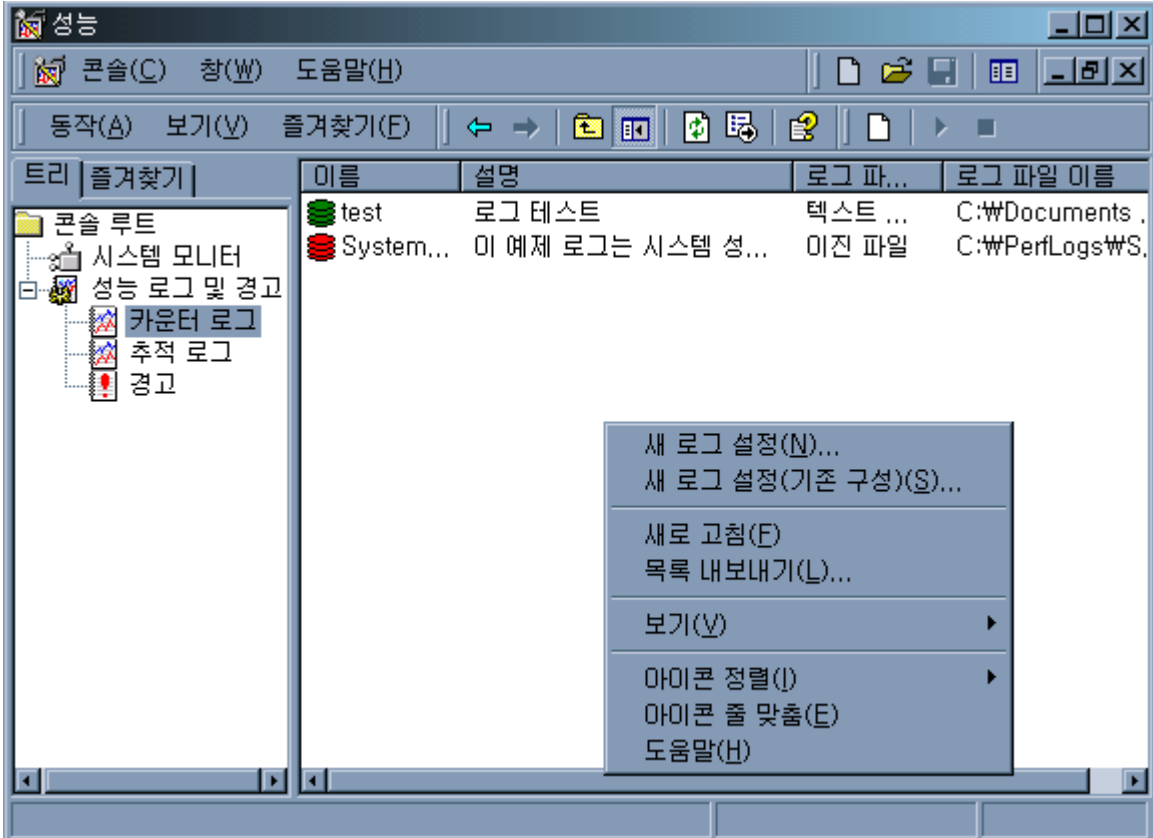 성능
콘솔(C) 창(W) 도움말(H)
동작(A) 보기(V) 즐겨찾기(F)
트리 즐겨찾기
콘솔 루트
시스템 모니터
성능 로그 및 경고
카운터 로그
추적 로그
경고
이름 설명 로그 파... 로그 파일 이름
test 로그 테스트 텍스트 ... C:₩Documents .
System... 이 예제 로그는 시스템 성... 이진 파일 C:₩PerfLogs₩S.
새 로그 설정(N)...
새 로그 설정(기존 구성)(S)...
새로 고침(F)
목록 내보내기(L)...
보기(V)
아이콘 정렬(I)
아이콘 줄 맞춤(E)
도움말(H)